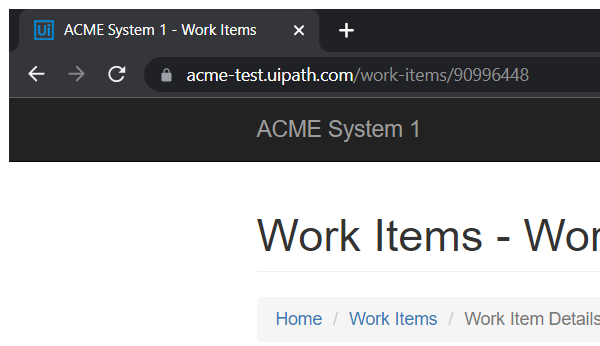 Ui ACME System 1 - Work Items
acme-test.uipath.com/work-items/90996448
ACME System 1
Work Items - Wor
Home / Work Items / Work Item Details